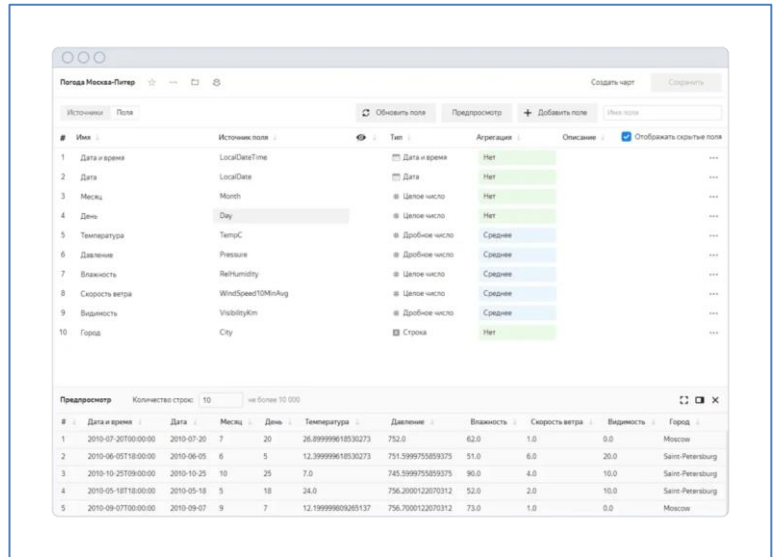 Погода Москва-Питер Создать чарт Сохранить
Источники Поля Обновить поля Предпросмотр + Добавить поле Имя поля
# Имя Источник поля Тип Агрегация Описание Отображать скрытые поля
1 Дата и время LocalDateTime Дата и время Нет
2 Дата LocalDate Дата Нет
3 Месяц Month Целое число Нет
4 День Day Целое число Нет
5 Температура TempC Дробное число Среднее
6 Давление Pressure Дробное число Среднее
7 Влажность RelHumidity Целое число Среднее
8 Скорость ветра WindSpeed10MinAvg Целое число Среднее
9 Видимость VisibilityKm Дробное число Среднее
10 Город City Строка Нет
Предпросмотр Количество строк: 10 не более 10 000
# Дата и время Дата Месяц День Температура Давление Влажность Скорость ветра Видимость Город
1 2010-07-20T00:00:00 2010-07-20 7 20 26.899999618530273 752.0 62.0 1.0 0.0 Moscow
2 2010-06-05T18:00:00 2010-06-05 6 5 12.399999618530273 751.5999755859375 51.0 6.0 20.0 Saint-Petersburg
3 2010-10-25T09:00:00 2010-10-25 10 25 7.0 745.5999755859375 90.0 4.0 10.0 Saint-Petersburg
4 2010-05-18T18:00:00 2010-05-18 5 18 24.0 756.2000122070312 52.0 2.0 10.0 Saint-Petersburg
5 2010-09-07T00:00:00 2010-09-07 9 7 12.199999809265137 756.7000122070312 73.0 1.0 0.0 Moscow